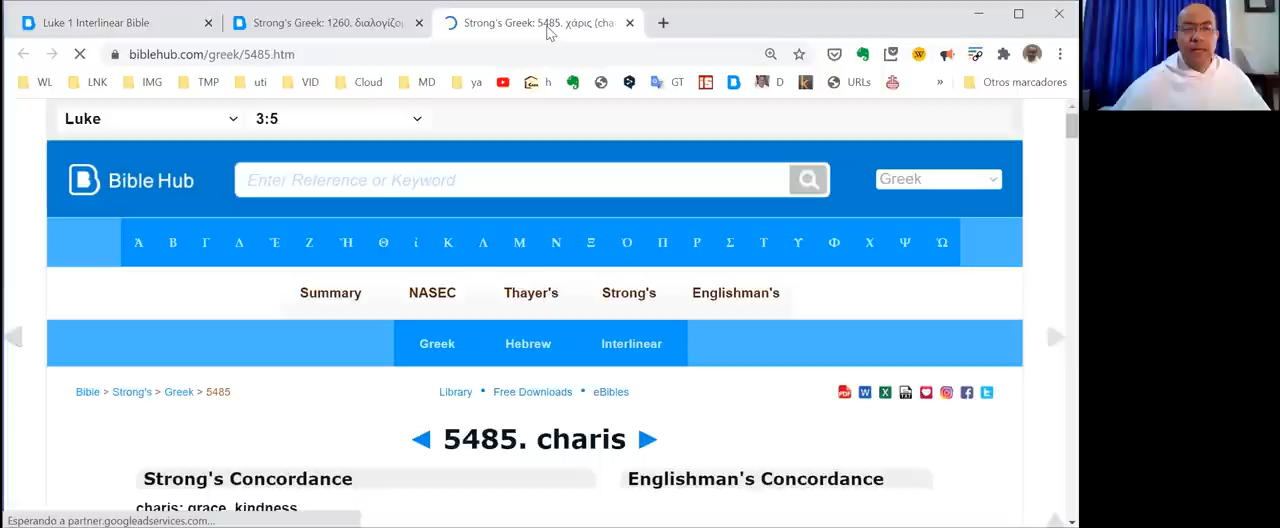 Luke 1 Interlinear Bible
Strong's Greek: 1260. διαλογίζομ
Strong's Greek: 5485. χάρις (cha
biblehub.com/greek/5485.htm
WL LNK IMG TMP uti VID Cloud MD ya h GT D URLs » Otros marcadores
Luke 3:5
Bible Hub
Enter Reference or Keyword
Greek
Ἀ Β Γ Δ Ἐ Ζ Ἡ Θ ἰ Κ Λ Μ Ν Ξ Ὀ Π Ρ Σ Τ Υ Φ Χ Ψ Ὠ
Summary NASEC Thayer's Strong's Englishman's
Greek Hebrew Interlinear
Bible > Strong's > Greek > 5485
Library • Free Downloads • eBibles
◀ 5485. charis ▶
Strong's Concordance
Englishman's Concordance
charis: grace, kindness
Esperando a partner.googleadservices.com...